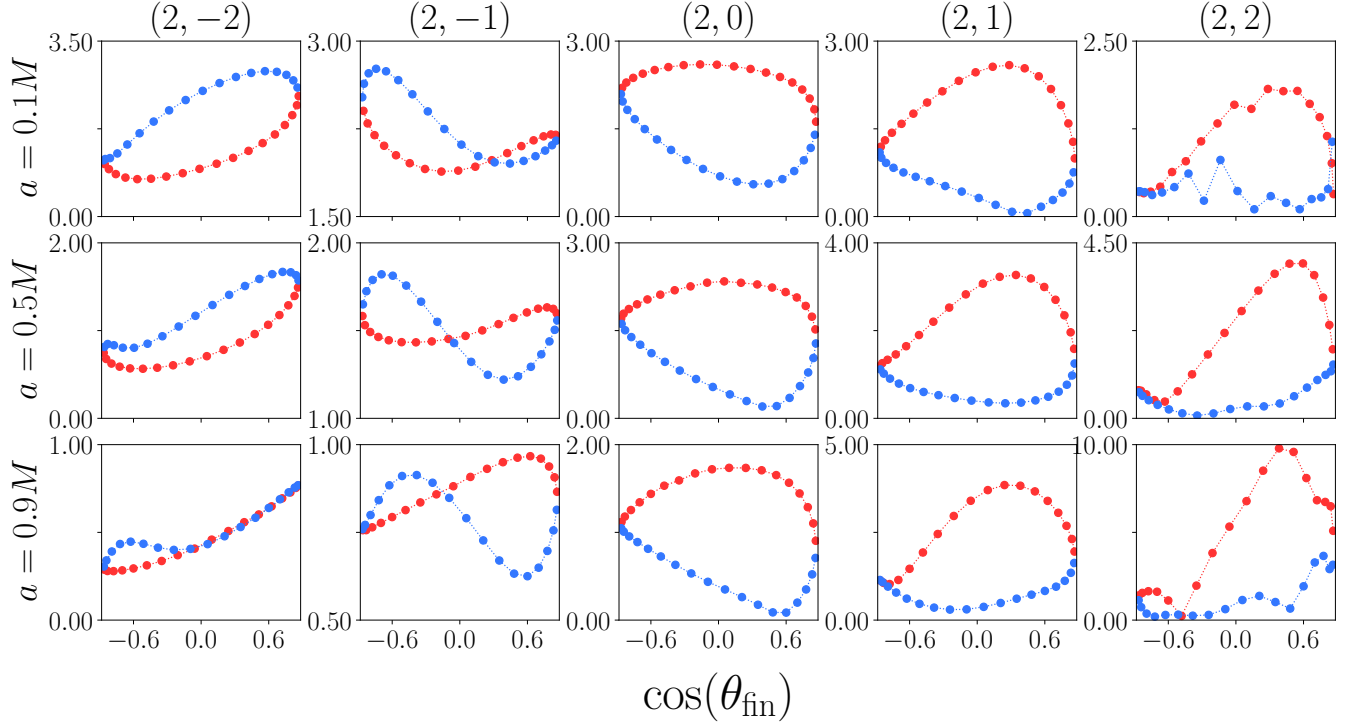 (2, −2) (2, −1) (2, 0) (2, 1) (2, 2)
a = 0.1M
3.50 3.00 3.00 3.00 2.50
0.00 1.50 0.00 0.00 0.00
a = 0.5M
2.00 2.00 3.00 4.00 4.50
0.00 1.00 0.00 0.00 0.00
a = 0.9M
1.00 1.00 2.00 5.00 10.00
0.00 0.50 0.00 0.00 0.00
−0.6 0.0 0.6 −0.6 0.0 0.6 −0.6 0.0 0.6 −0.6 0.0 0.6 −0.6 0.0 0.6
cos(θfin)